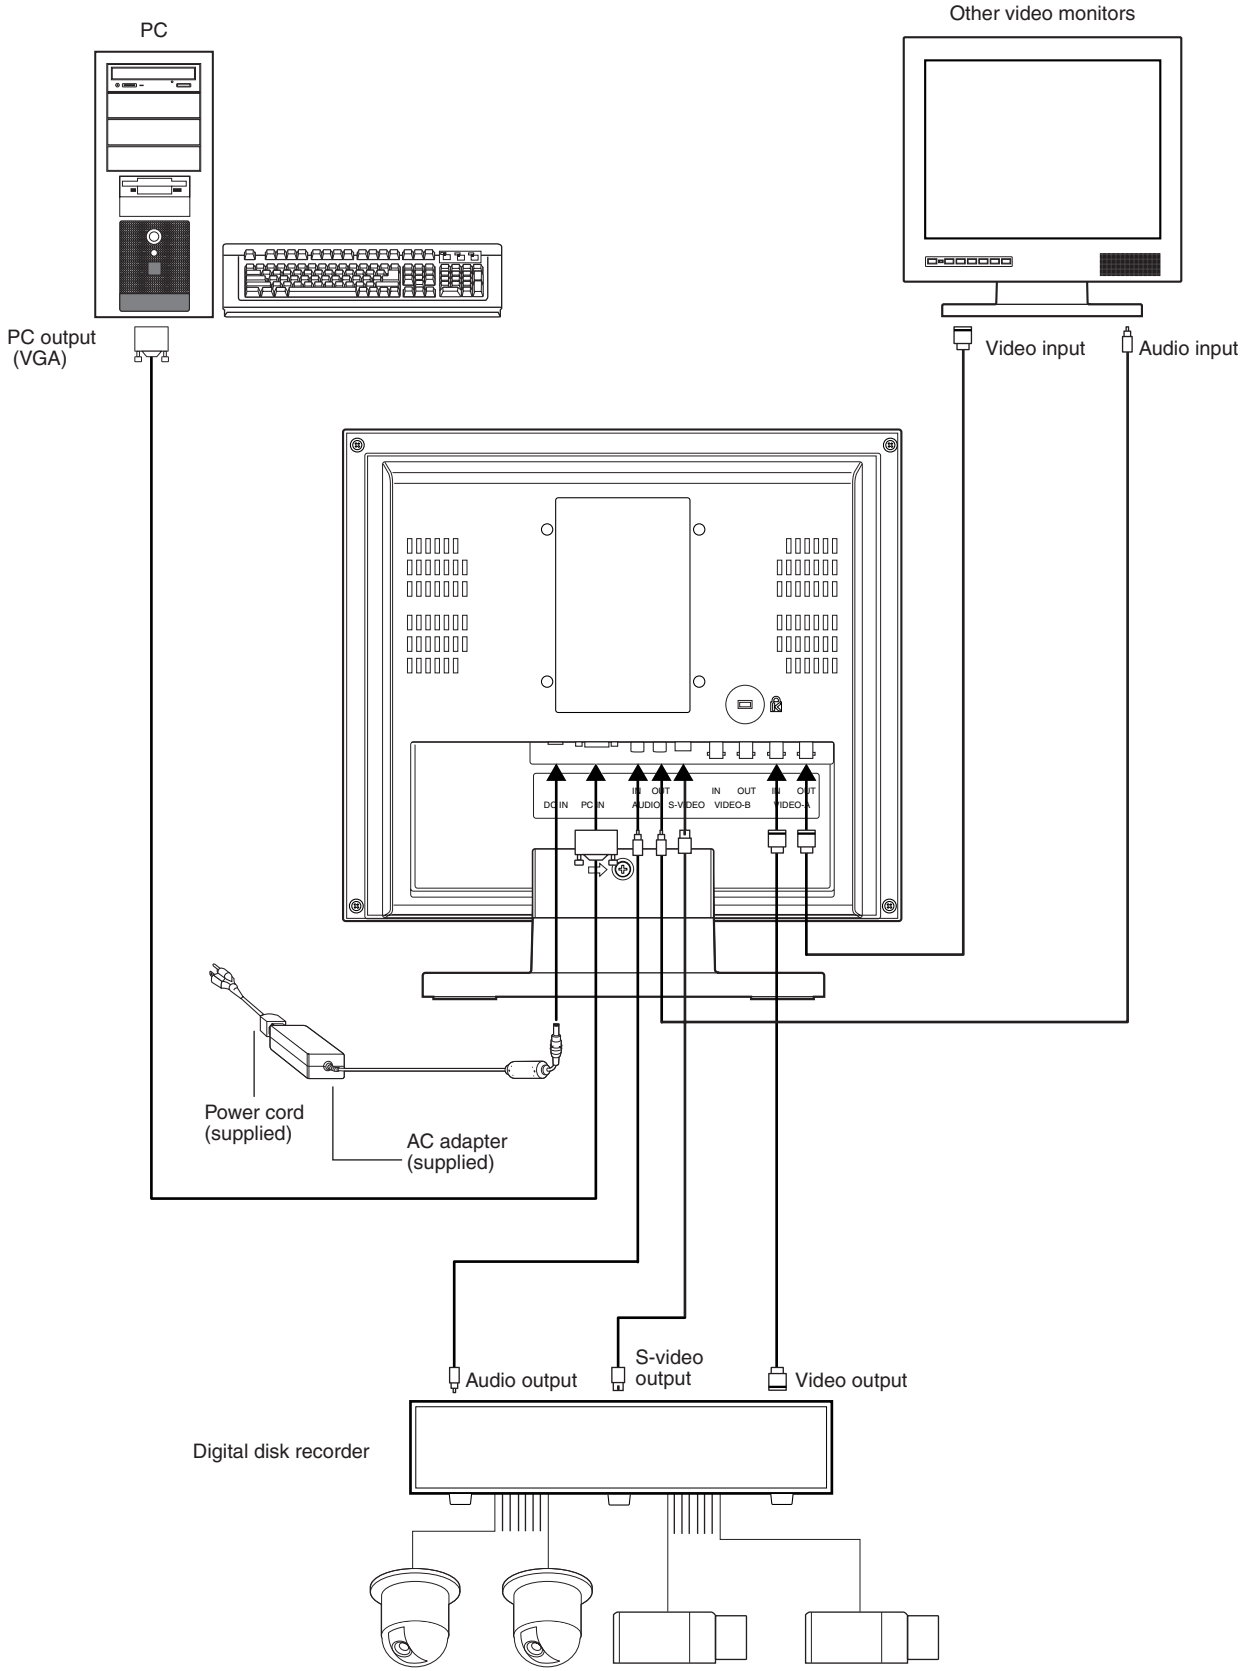 Other video monitors
PC
PC output
(VGA)
Video input
Audio input
IN OUT IN OUT IN OUT
DC IN PC IN AUDIO S-VIDEO VIDEO-B VIDEO-A
Power cord
(supplied)
AC adapter
(supplied)
S-video
output
Audio output
Video output
Digital disk recorder